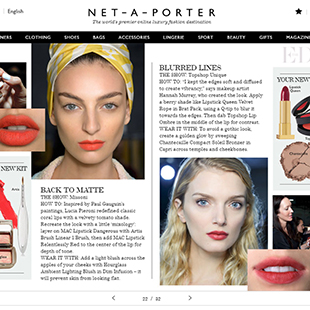 English
NET-A-PORTER
The world's premier online luxury fashion destination
NERS CLOTHING SHOES BAGS ACCESSORIES LINGERIE SPORT BEAUTY GIFTS MAGAZIN
BLURRED LINES
THE SHOW: Topshop Unique
HOW TO: "I kept the edges soft and diffused
to create vibrancy," says makeup artist
Hannah Murray, who created the look. Apply
a berry shade like Lipstick Queen Velvet
Rope in Brat Pack, using a Q-tip to blur it
towards the edges. Then dab Topshop Lip
Ombre in the middle of the lip for contrast.
WEAR IT WITH: To avoid a gothic look,
create a golden glow by sweeping
Chantecaille Compact Soleil Bronzer in
Capri across temples and cheekbones.
EL
YOUR NEW
Chantecaille
W KIT
BACK TO MATTE
THE SHOW: Missoni
HOW TO: Inspired by Paul Gauguin's
paintings, Lucia Pieroni redefined classic
coral lips with a velvety tomato shade.
Recreate the look with a little 'mixology':
layer on MAC Lipstick Dangerous with Artis
Brush Linear 1 Brush, then add MAC Lipstick
Relentlessly Red to the center of the lip for
depth of tone.
WEAR IT WITH: Add a light blush across the
apples of your cheeks with Hourglass
Ambient Lighting Blush in Dim Infusion – it
will prevent skin from looking flat.
Artis
22 / 32